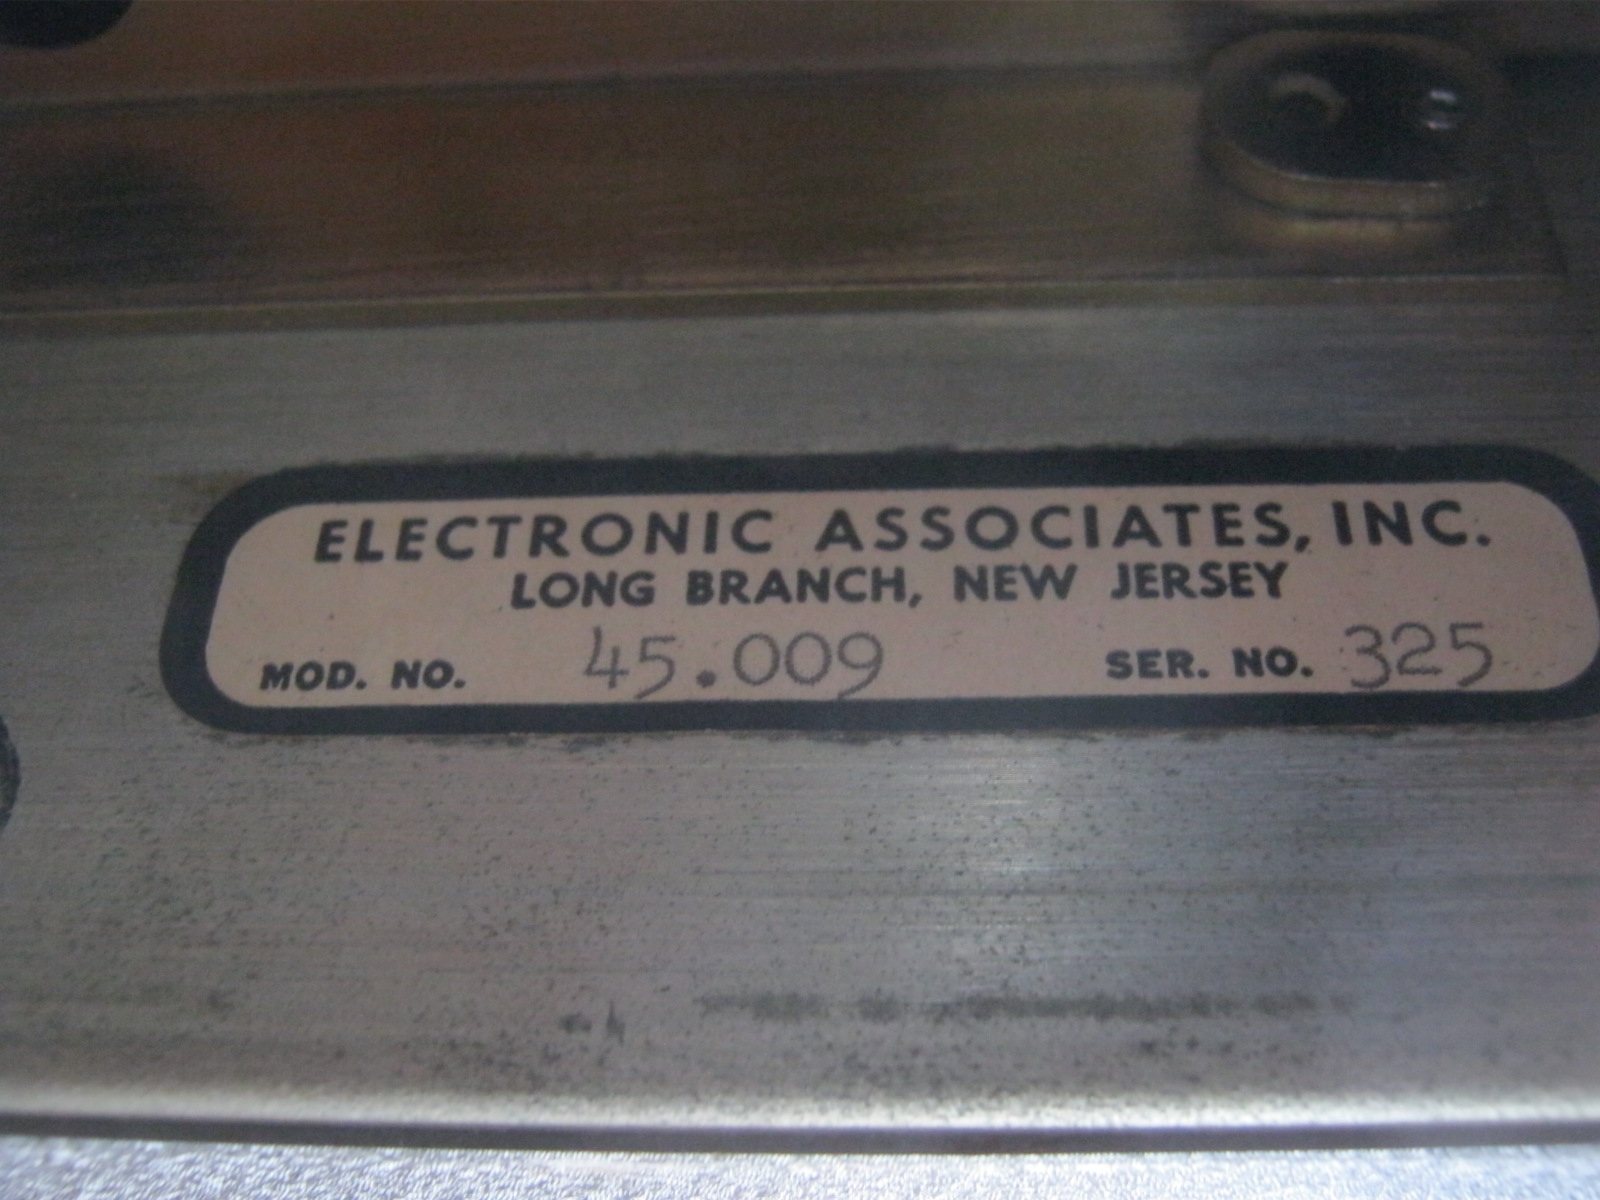 ELECTRONIC ASSOCIATES, INC.
LONG BRANCH, NEW JERSEY
MOD. NO. 45.009 SER. NO. 325